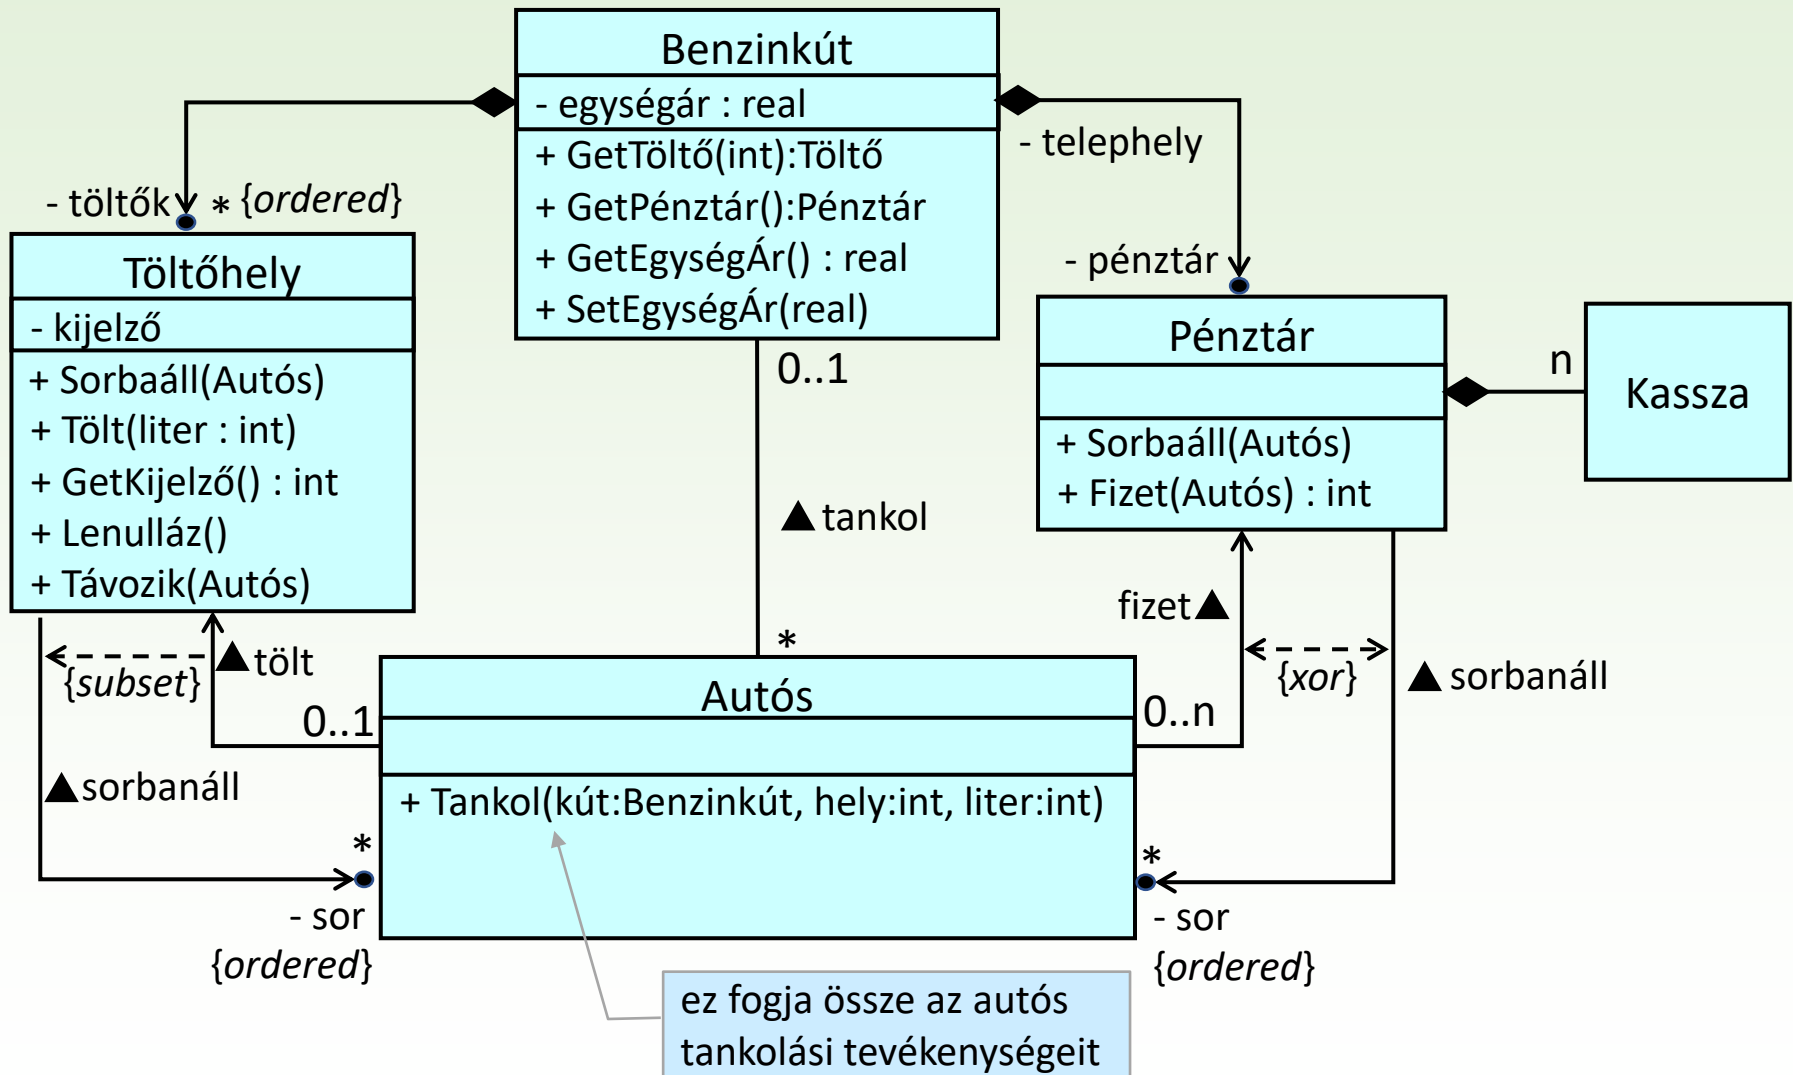 Benzinkút
- egységár : real
+ GetTöltő(int):Töltő
+ GetPénztár():Pénztár
+ GetEgységÁr() : real
+ SetEgységÁr(real)
- telephely
- töltők * {ordered}
- pénztár
Töltőhely
- kijelző
+ Sorbaáll(Autós)
+ Tölt(liter : int)
+ GetKijelző() : int
+ Lenulláz()
+ Távozik(Autós)
Pénztár
+ Sorbaáll(Autós)
+ Fizet(Autós) : int
n
Kassza
0..1
▲ tankol
*
fizet ▲
{xor}
▲ sorbanáll
{subset}
▲ tölt
0..1
0..n
▲ sorbanáll
Autós
+ Tankol(kút:Benzinkút, hely:int, liter:int)
*
- sor
{ordered}
*
- sor
{ordered}
ez fogja össze az autós
tankolási tevékenységeit